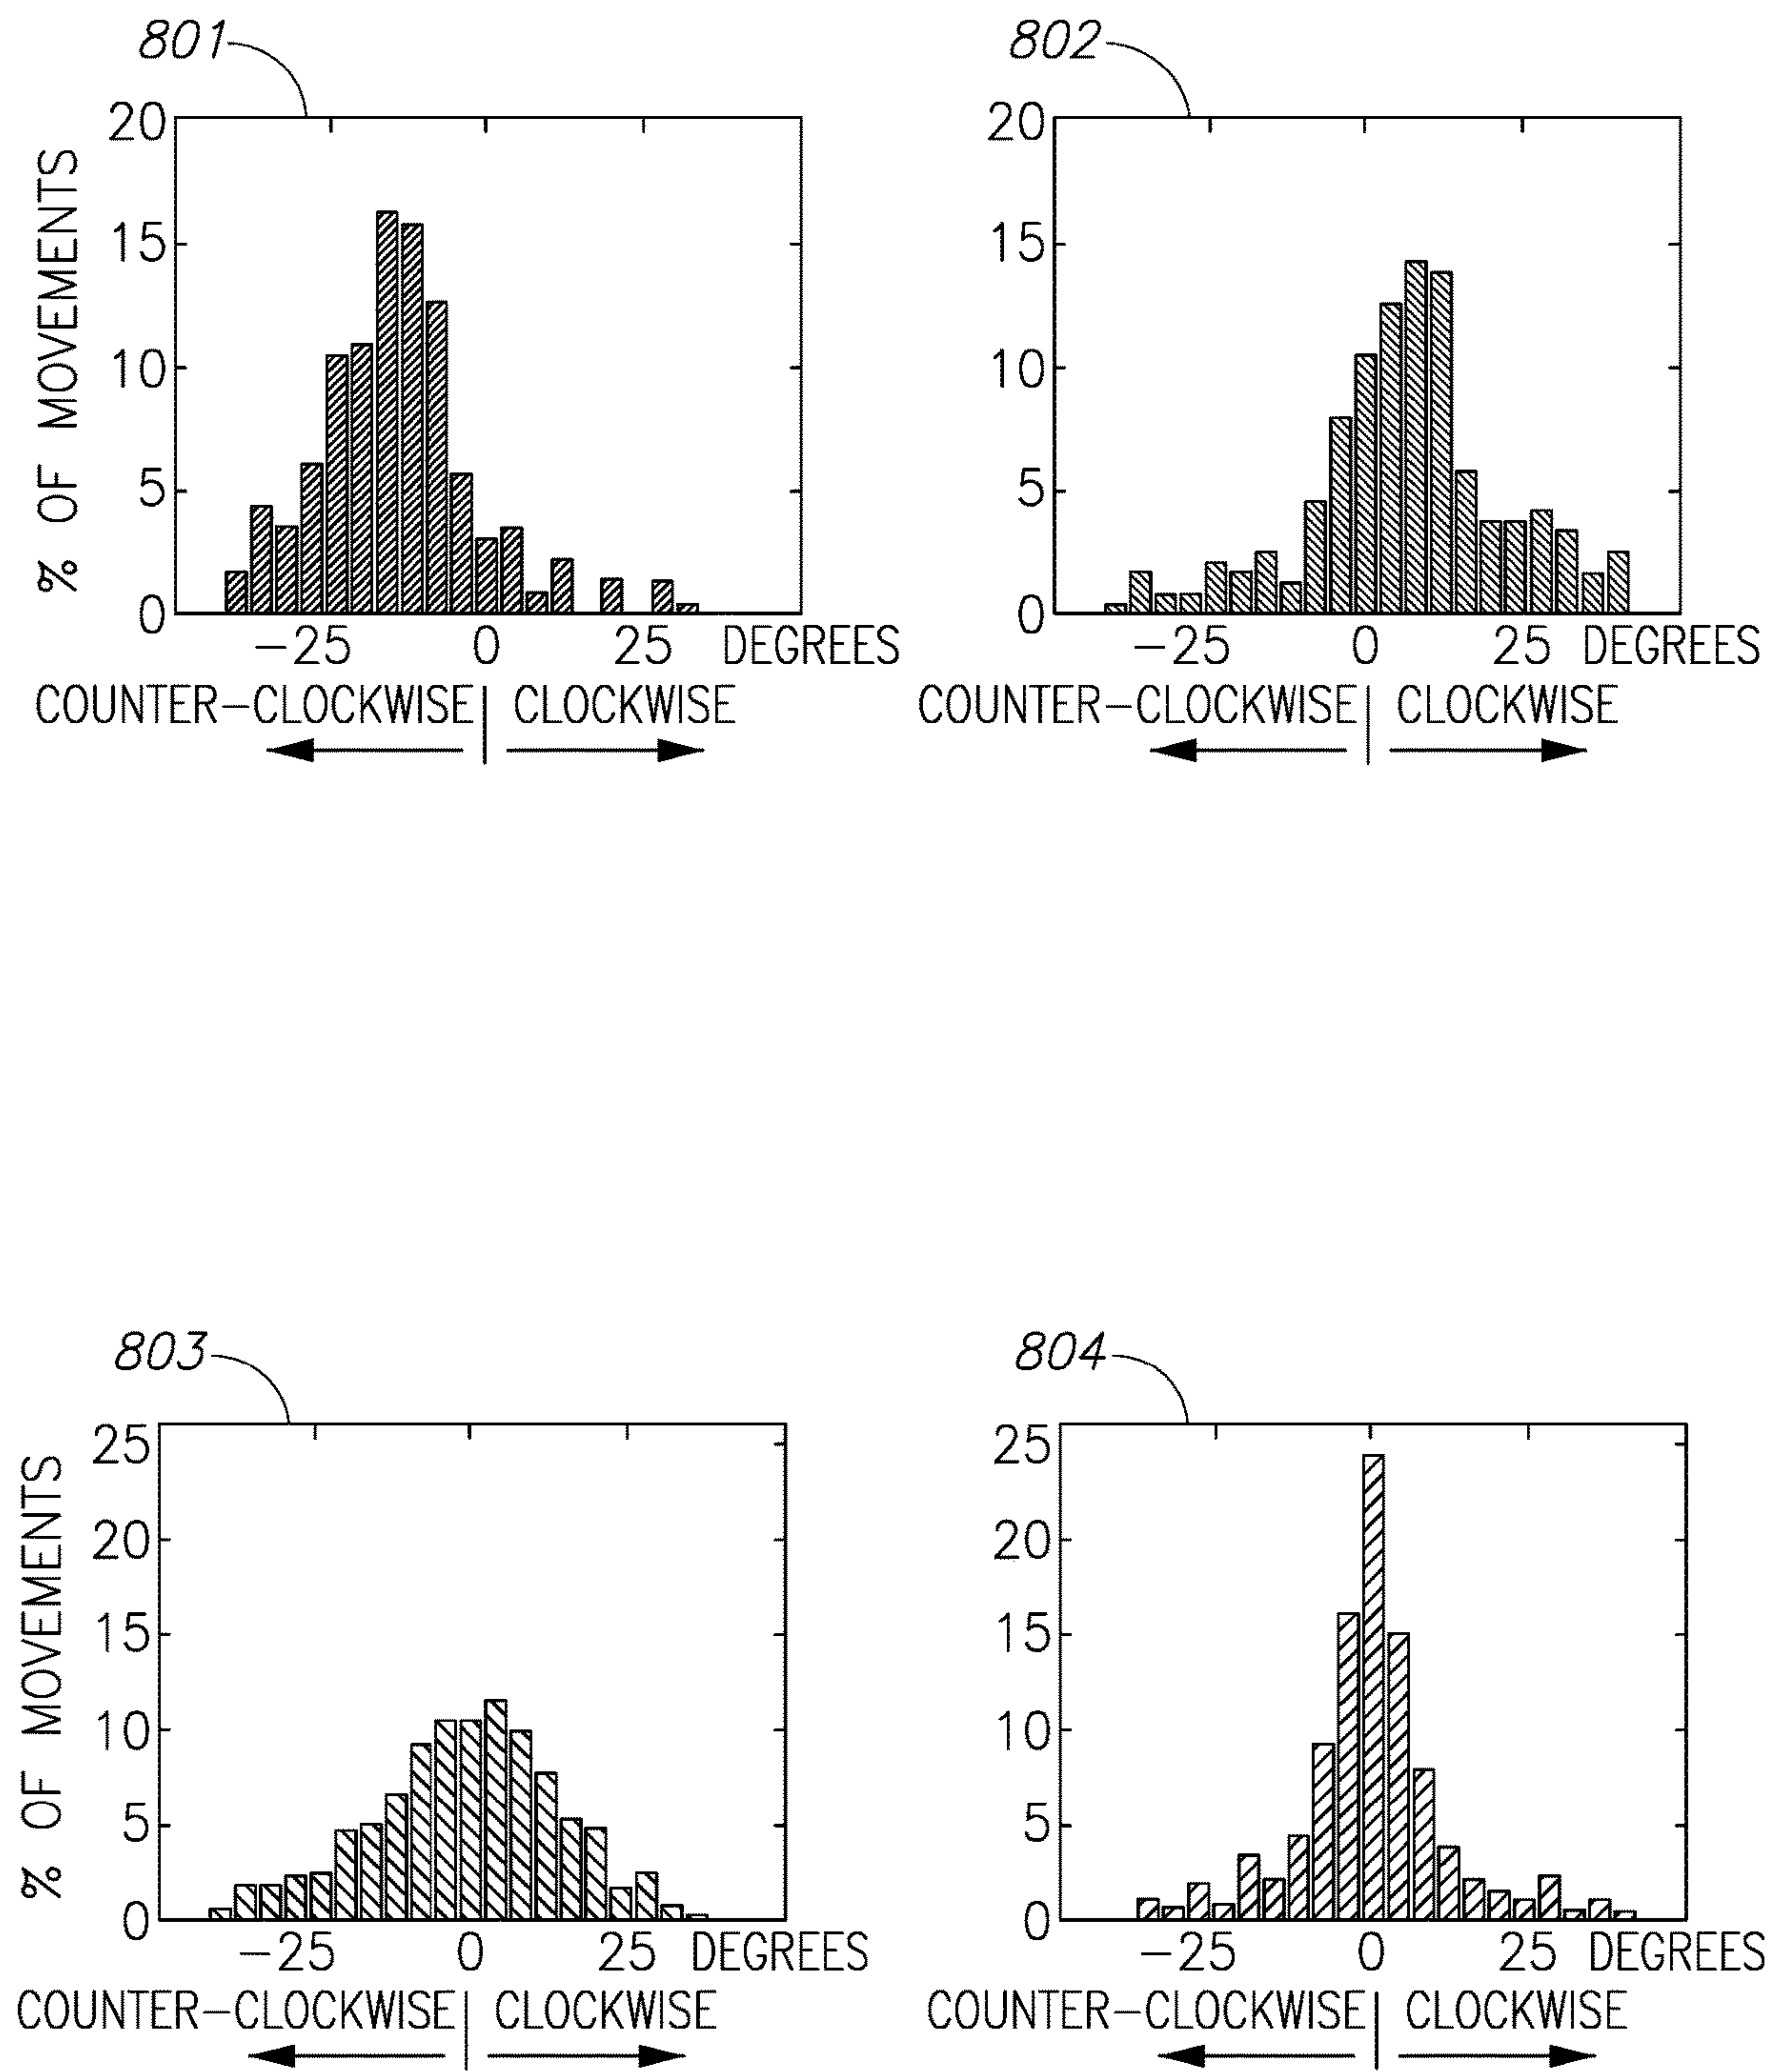 801
20
15
10
5
0
% OF MOVEMENTS
−25 0 25 DEGREES
COUNTER-CLOCKWISE | CLOCKWISE
802
20
15
10
5
0
−25 0 25 DEGREES
COUNTER-CLOCKWISE | CLOCKWISE
803
25
20
15
10
5
0
% OF MOVEMENTS
−25 0 25 DEGREES
COUNTER-CLOCKWISE | CLOCKWISE
804
25
20
15
10
5
0
−25 0 25 DEGREES
COUNTER-CLOCKWISE | CLOCKWISE